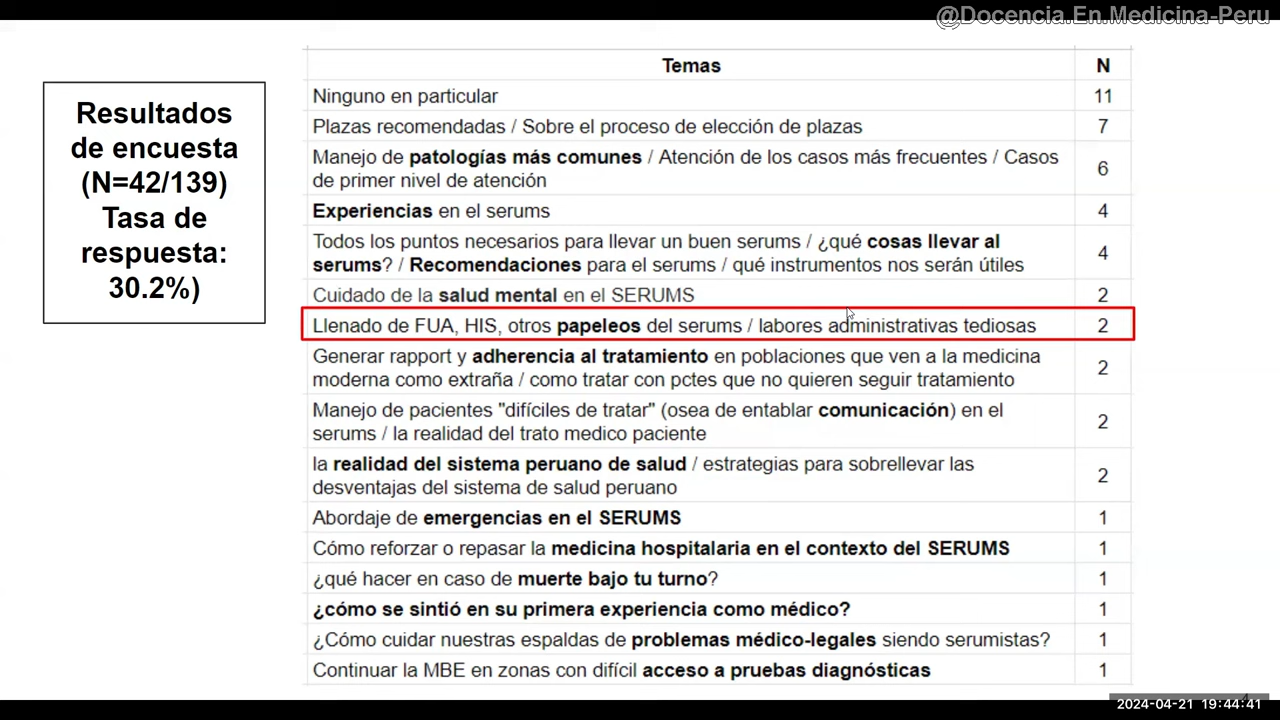 @Docencia.En.Medicina-Peru
Resultados
de encuesta
(N=42/139)
Tasa de
respuesta:
30.2%)
Temas N
Ninguno en particular 11
Plazas recomendadas / Sobre el proceso de elección de plazas 7
Manejo de patologías más comunes / Atención de los casos más frecuentes / Casos
de primer nivel de atención 6
Experiencias en el serums 4
Todos los puntos necesarios para llevar un buen serums / ¿qué cosas llevar al
serums? / Recomendaciones para el serums / qué instrumentos nos serán útiles 4
Cuidado de la salud mental en el SERUMS 2
Llenado de FUA, HIS, otros papeleos del serums / labores administrativas tediosas 2
Generar rapport y adherencia al tratamiento en poblaciones que ven a la medicina
moderna como extraña / como tratar con pctes que no quieren seguir tratamiento 2
Manejo de pacientes "difíciles de tratar" (osea de entablar comunicación) en el
serums / la realidad del trato medico paciente 2
la realidad del sistema peruano de salud / estrategias para sobrellevar las
desventajas del sistema de salud peruano 2
Abordaje de emergencias en el SERUMS 1
Cómo reforzar o repasar la medicina hospitalaria en el contexto del SERUMS 1
¿qué hacer en caso de muerte bajo tu turno? 1
¿cómo se sintió en su primera experiencia como médico? 1
¿Cómo cuidar nuestras espaldas de problemas médico-legales siendo serumistas? 1
Continuar la MBE en zonas con difícil acceso a pruebas diagnósticas 1
2024-04-21 19:44:41